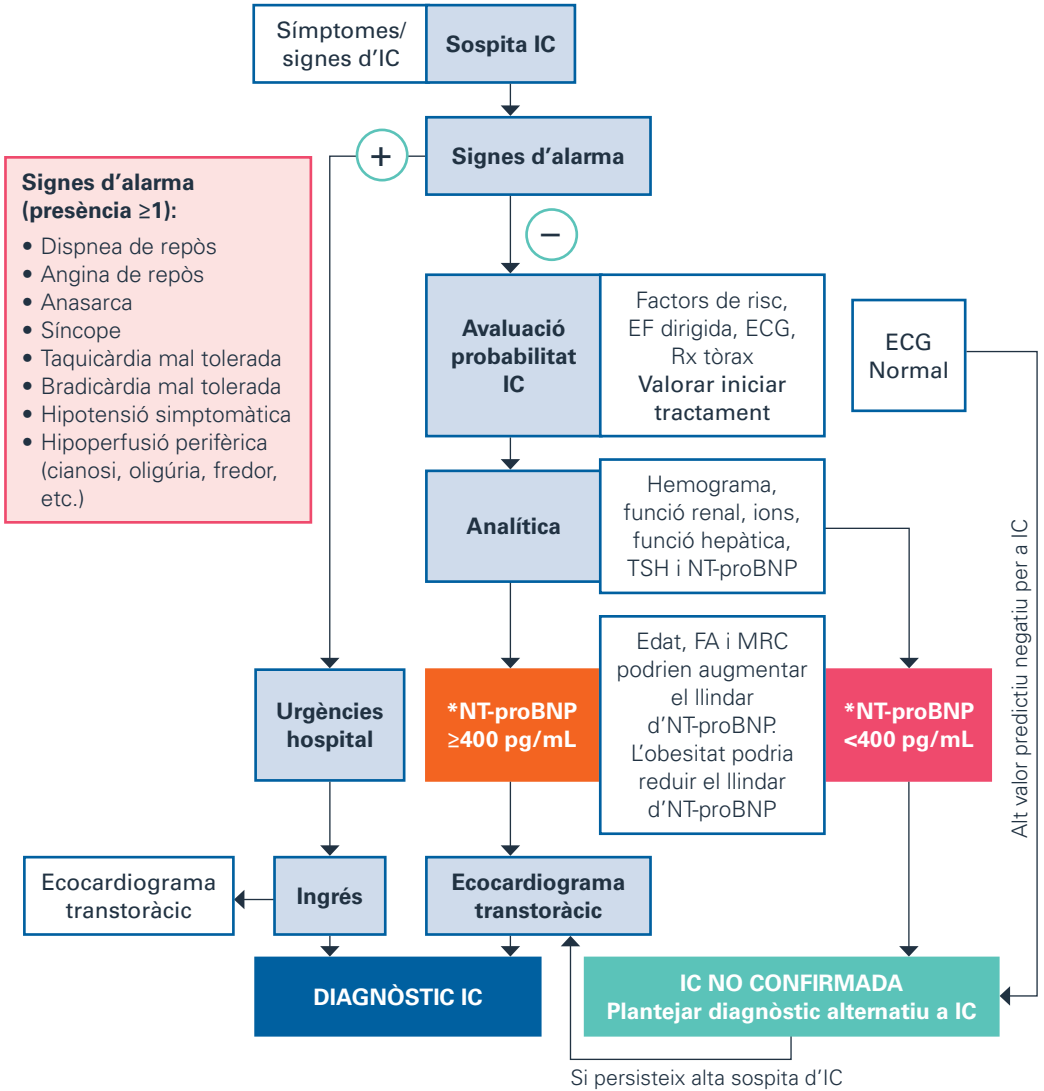 Símptomes/
signes d'IC
Sospita IC
Signes d'alarma
+
−
Signes d'alarma
(presència ≥1):
• Dispnea de repòs
• Angina de repòs
• Anasarca
• Síncope
• Taquicàrdia mal tolerada
• Bradicàrdia mal tolerada
• Hipotensió simptomàtica
• Hipoperfusió perifèrica
(cianosi, oligúria, fredor,
etc.)
Avaluació
probabilitat
IC
Factors de risc,
EF dirigida, ECG,
Rx tòrax
Valorar iniciar
tractament
ECG
Normal
Analítica
Hemograma,
funció renal, ions,
funció hepàtica,
TSH i NT-proBNP
Alt valor predictiu negatiu per a IC
Urgències
hospital
*NT-proBNP
≥400 pg/mL
Edat, FA i MRC
podrien augmentar
el llindar
d'NT-proBNP.
L'obesitat podria
reduir el llindar
d'NT-proBNP
*NT-proBNP
<400 pg/mL
Ecocardiograma
transtoràcic
Ingrés
Ecocardiograma
transtoràcic
DIAGNÒSTIC IC
IC NO CONFIRMADA
Plantejar diagnòstic alternatiu a IC
Si persisteix alta sospita d'IC